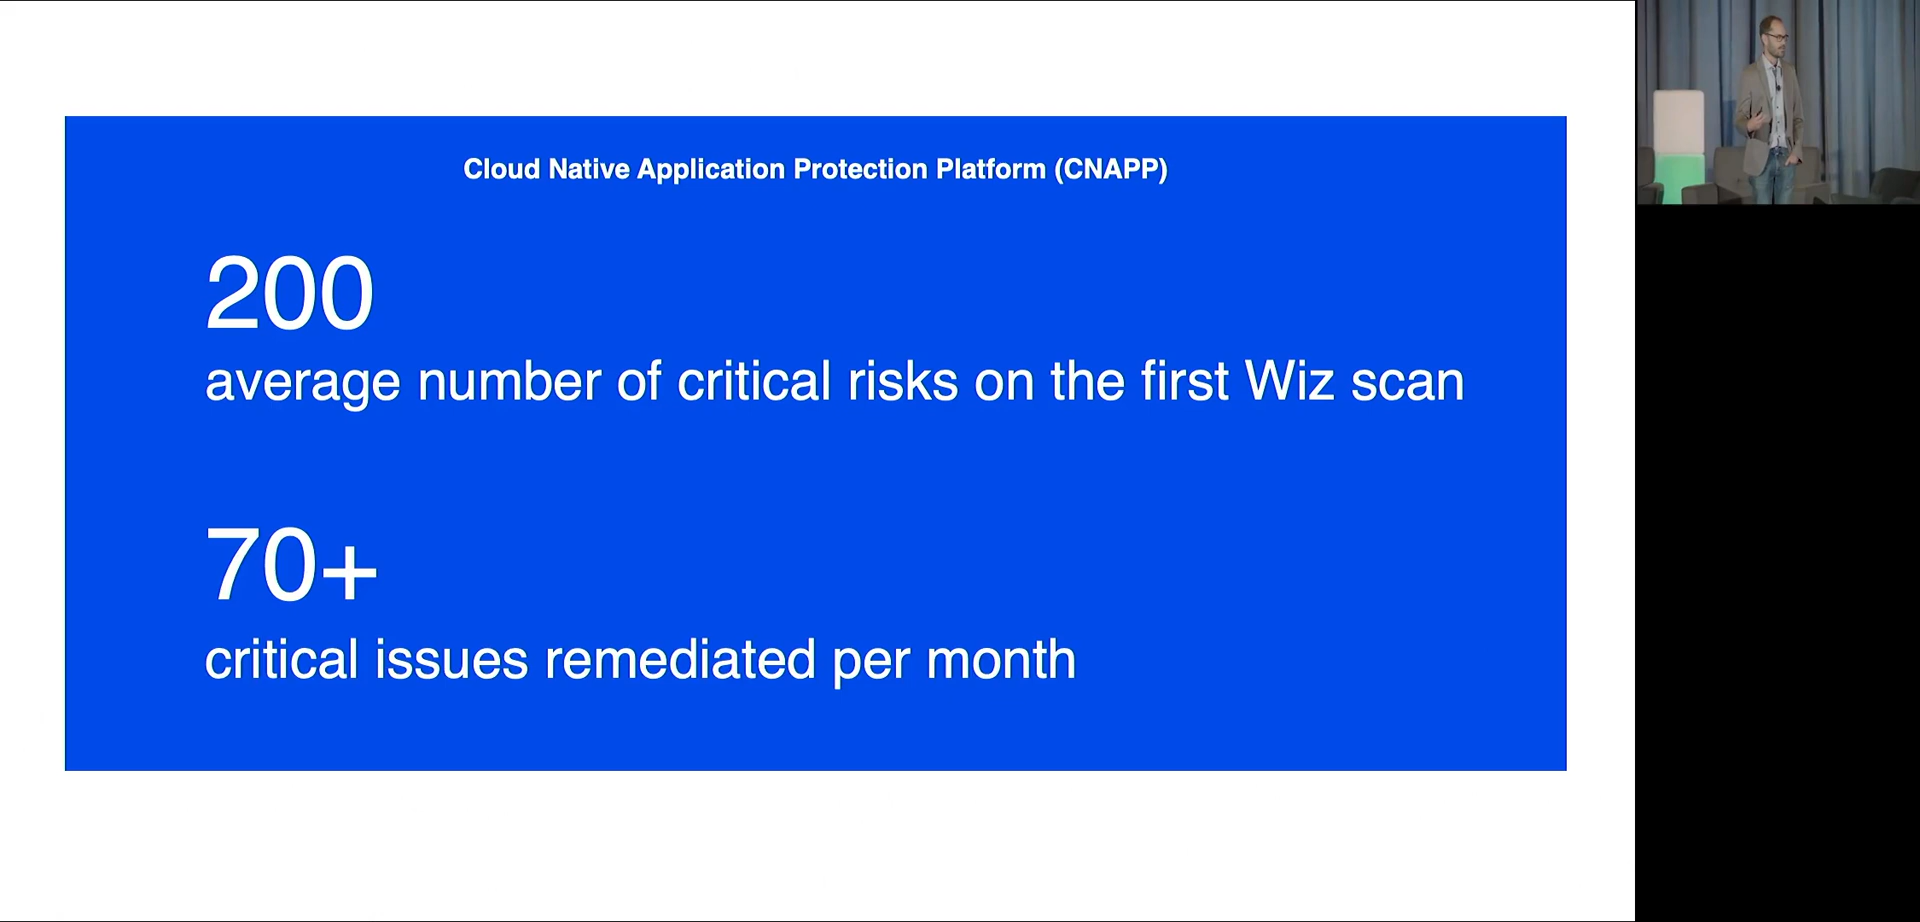 Cloud Native Application Protection Platform (CNAPP)
200
average number of critical risks on the first Wiz scan
70+
critical issues remediated per month